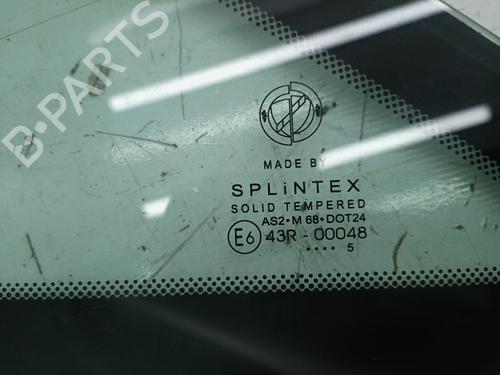 B-PARTS
MADE BY
SPLiNTEX
SOLID TEMPERED
AS2•M 68•DOT24
E6 43R - 00048
•••• 5